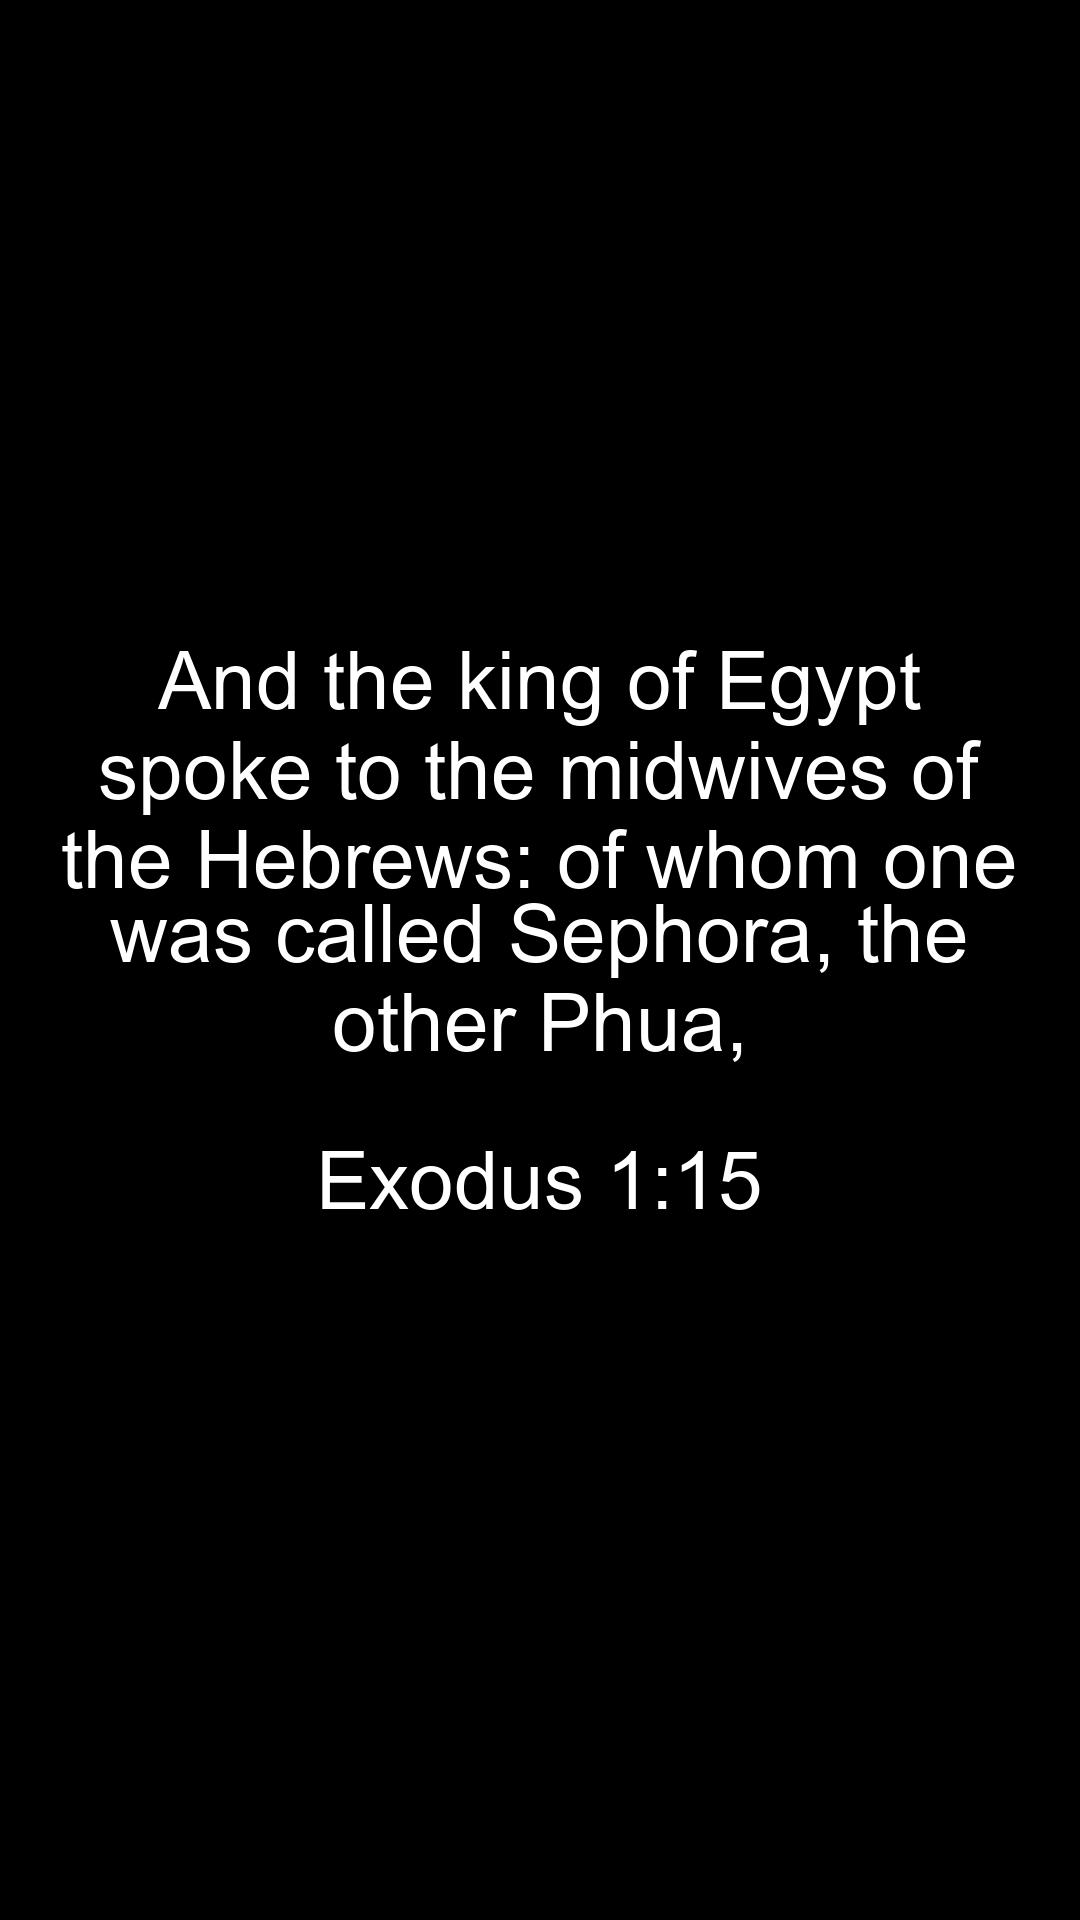 And the king of Egypt
spoke to the midwives of
the Hebrews: of whom one
was called Sephora, the
other Phua,
Exodus 1:15